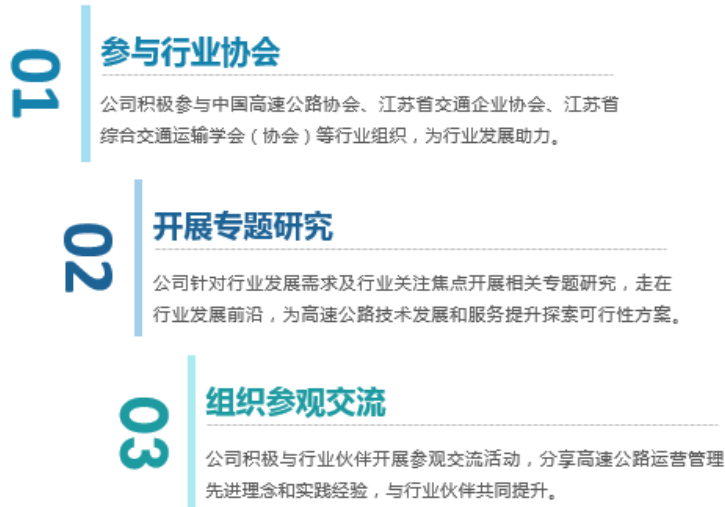 01
参与行业协会
公司积极参与中国高速公路协会、江苏省交通企业协会、江苏省
综合交通运输学会（协会）等行业组织，为行业发展助力。
02
开展专题研究
公司针对行业发展需求及行业关注焦点开展相关专题研究，走在
行业发展前沿，为高速公路技术发展和服务提升探索可行性方案。
03
组织参观交流
公司积极与行业伙伴开展参观交流活动，分享高速公路运营管理
先进理念和实践经验，与行业伙伴共同提升。